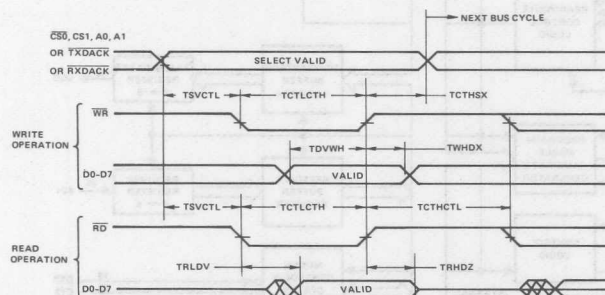 NEXT BUS CYCLE
CS0, CS1, A0, A1
OR TXDACK
OR RXDACK
SELECT VALID
TSVCTL
TCTLCTH
TCTHSX
WR
WRITE
OPERATION
TDVWH
TWHDX
D0-D7
VALID
TSVCTL
TCTLCTH
TCTHCTL
RD
READ
OPERATION
TRLDV
TRHDZ
D0-D7
VALID